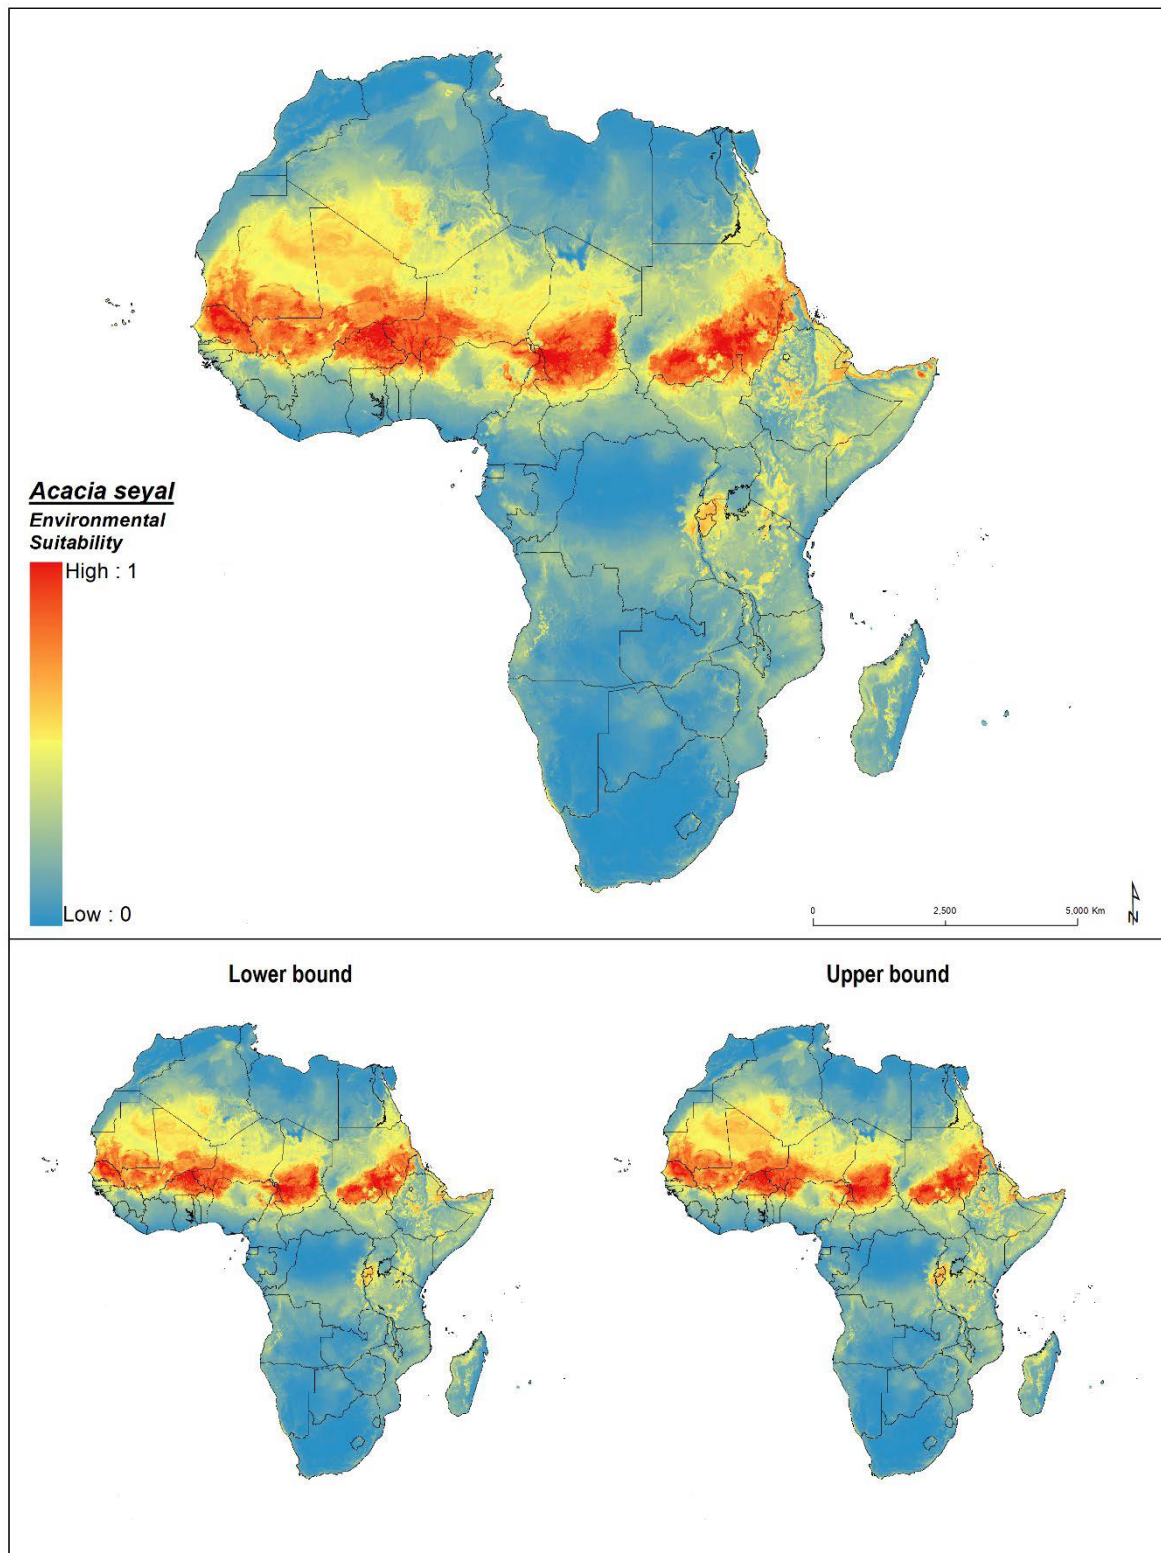 Acacia seyal
Environmental
Suitability
High : 1
Low : 0
0 2,500 5,000 Km
N
Lower bound
Upper bound